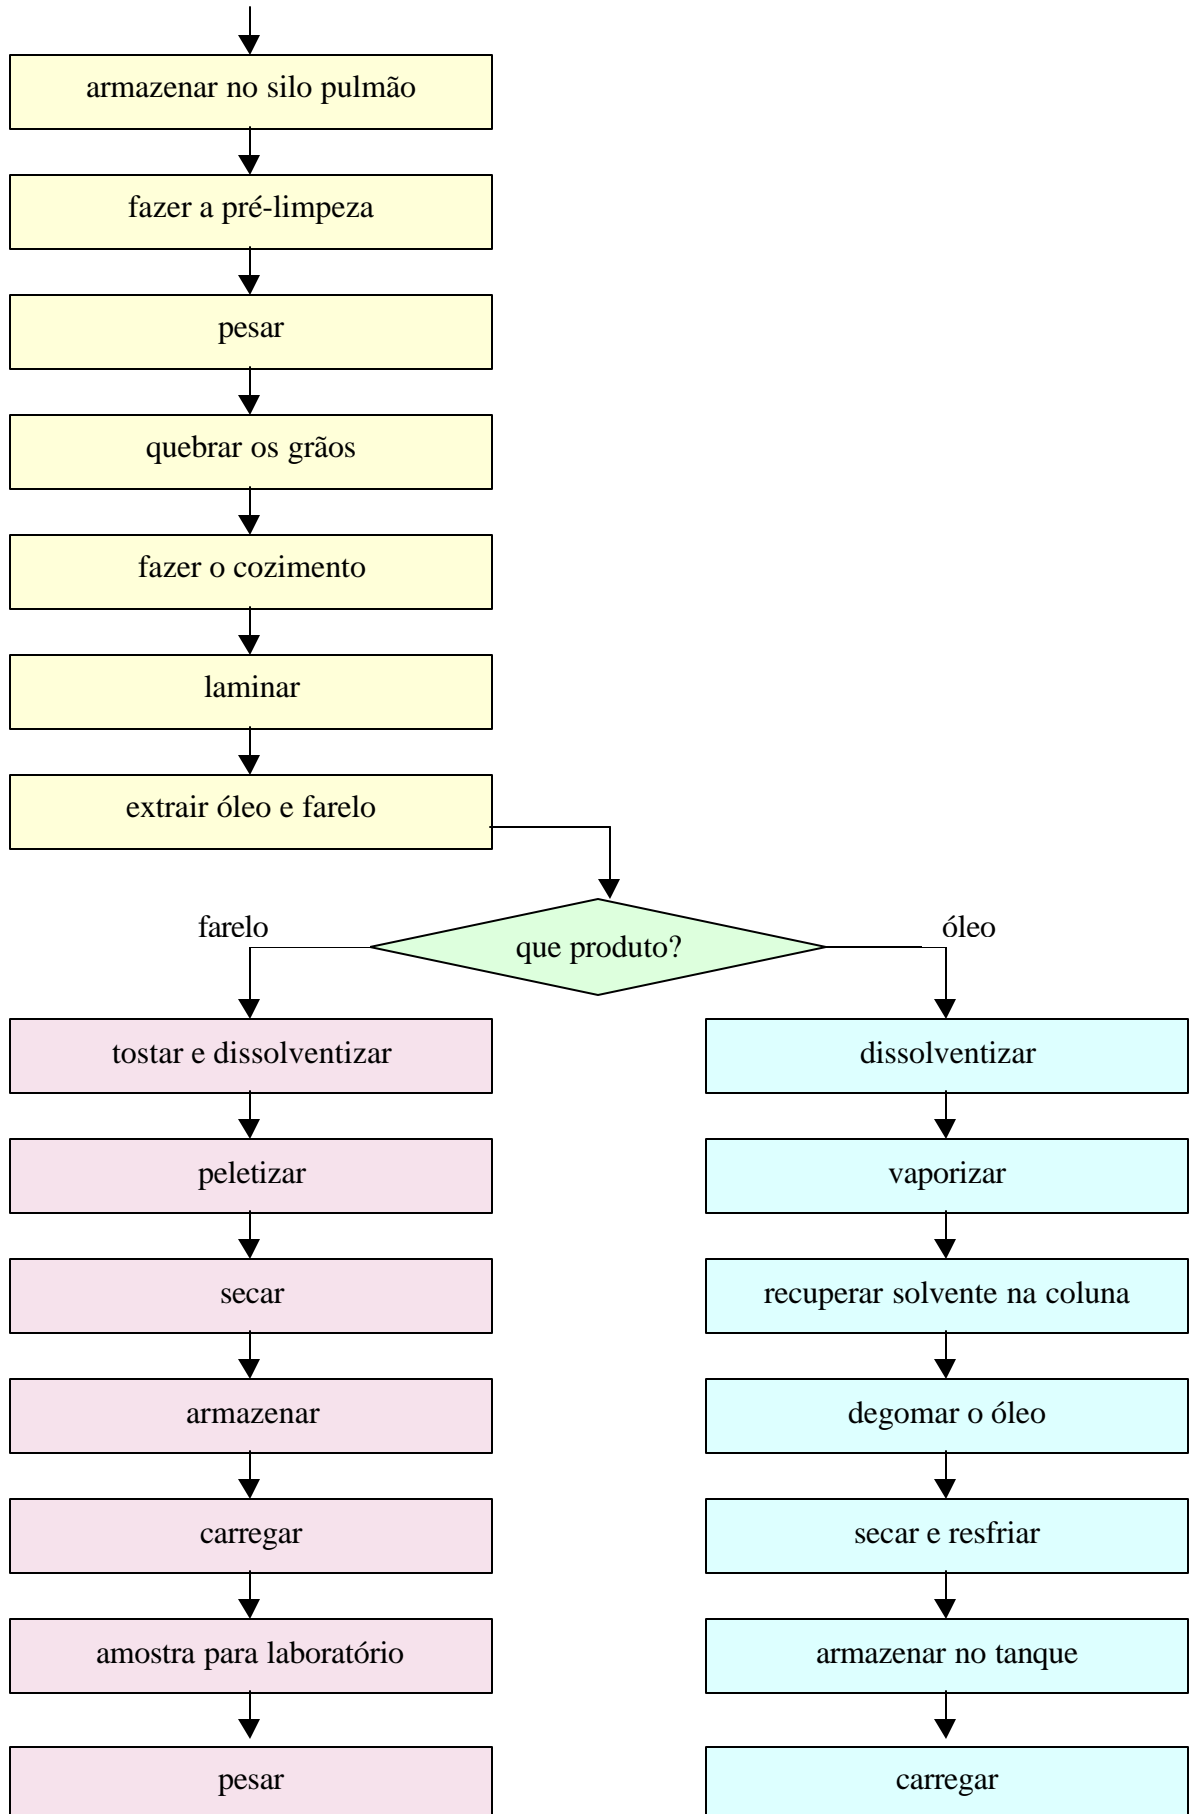 armazenar no silo pulmão
fazer a pré-limpeza
pesar
quebrar os grãos
fazer o cozimento
laminar
extrair óleo e farelo
farelo
que produto?
óleo
tostar e dissolventizar
peletizar
secar
armazenar
carregar
amostra para laboratório
pesar
dissolventizar
vaporizar
recuperar solvente na coluna
degomar o óleo
secar e resfriar
armazenar no tanque
carregar